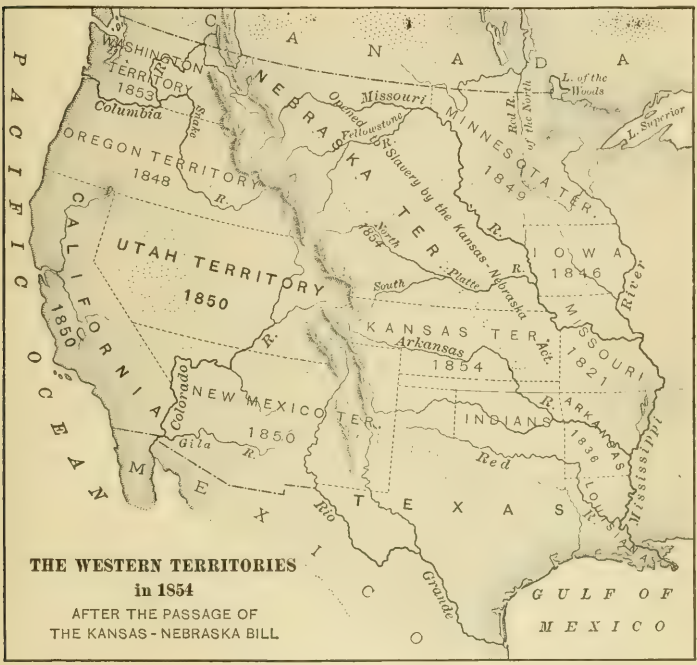 CANADA
PACIFIC OCEAN
WASHINGTON
TERRITORY
1853
R.
Columbia
Snake
R.
OREGON TERRITORY
1848
CALIFORNIA
1850
UTAH TERRITORY
1850
NEBRASKA TER.
1854
Opened to Slavery by the Kansas-Nebraska Act.
Missouri
R.
Yellowstone
R.
North
South
Platte
R.
MINNESOTA TER.
1849
Red R.
of the North
L. of the
Woods
L. Superior
IOWA
1846
River
Mississippi
MISSOURI
1821
KANSAS TER.
1854
Arkansas
R.
ARKANSAS
1836
INDIANS
Red
R.
LOUISIANA
TEXAS
NEW MEXICO TER.
1850
Colorado
R.
Gila
R.
Rio
Grande
MEXICO
GULF OF
MEXICO
THE WESTERN TERRITORIES
in 1854
AFTER THE PASSAGE OF
THE KANSAS-NEBRASKA BILL